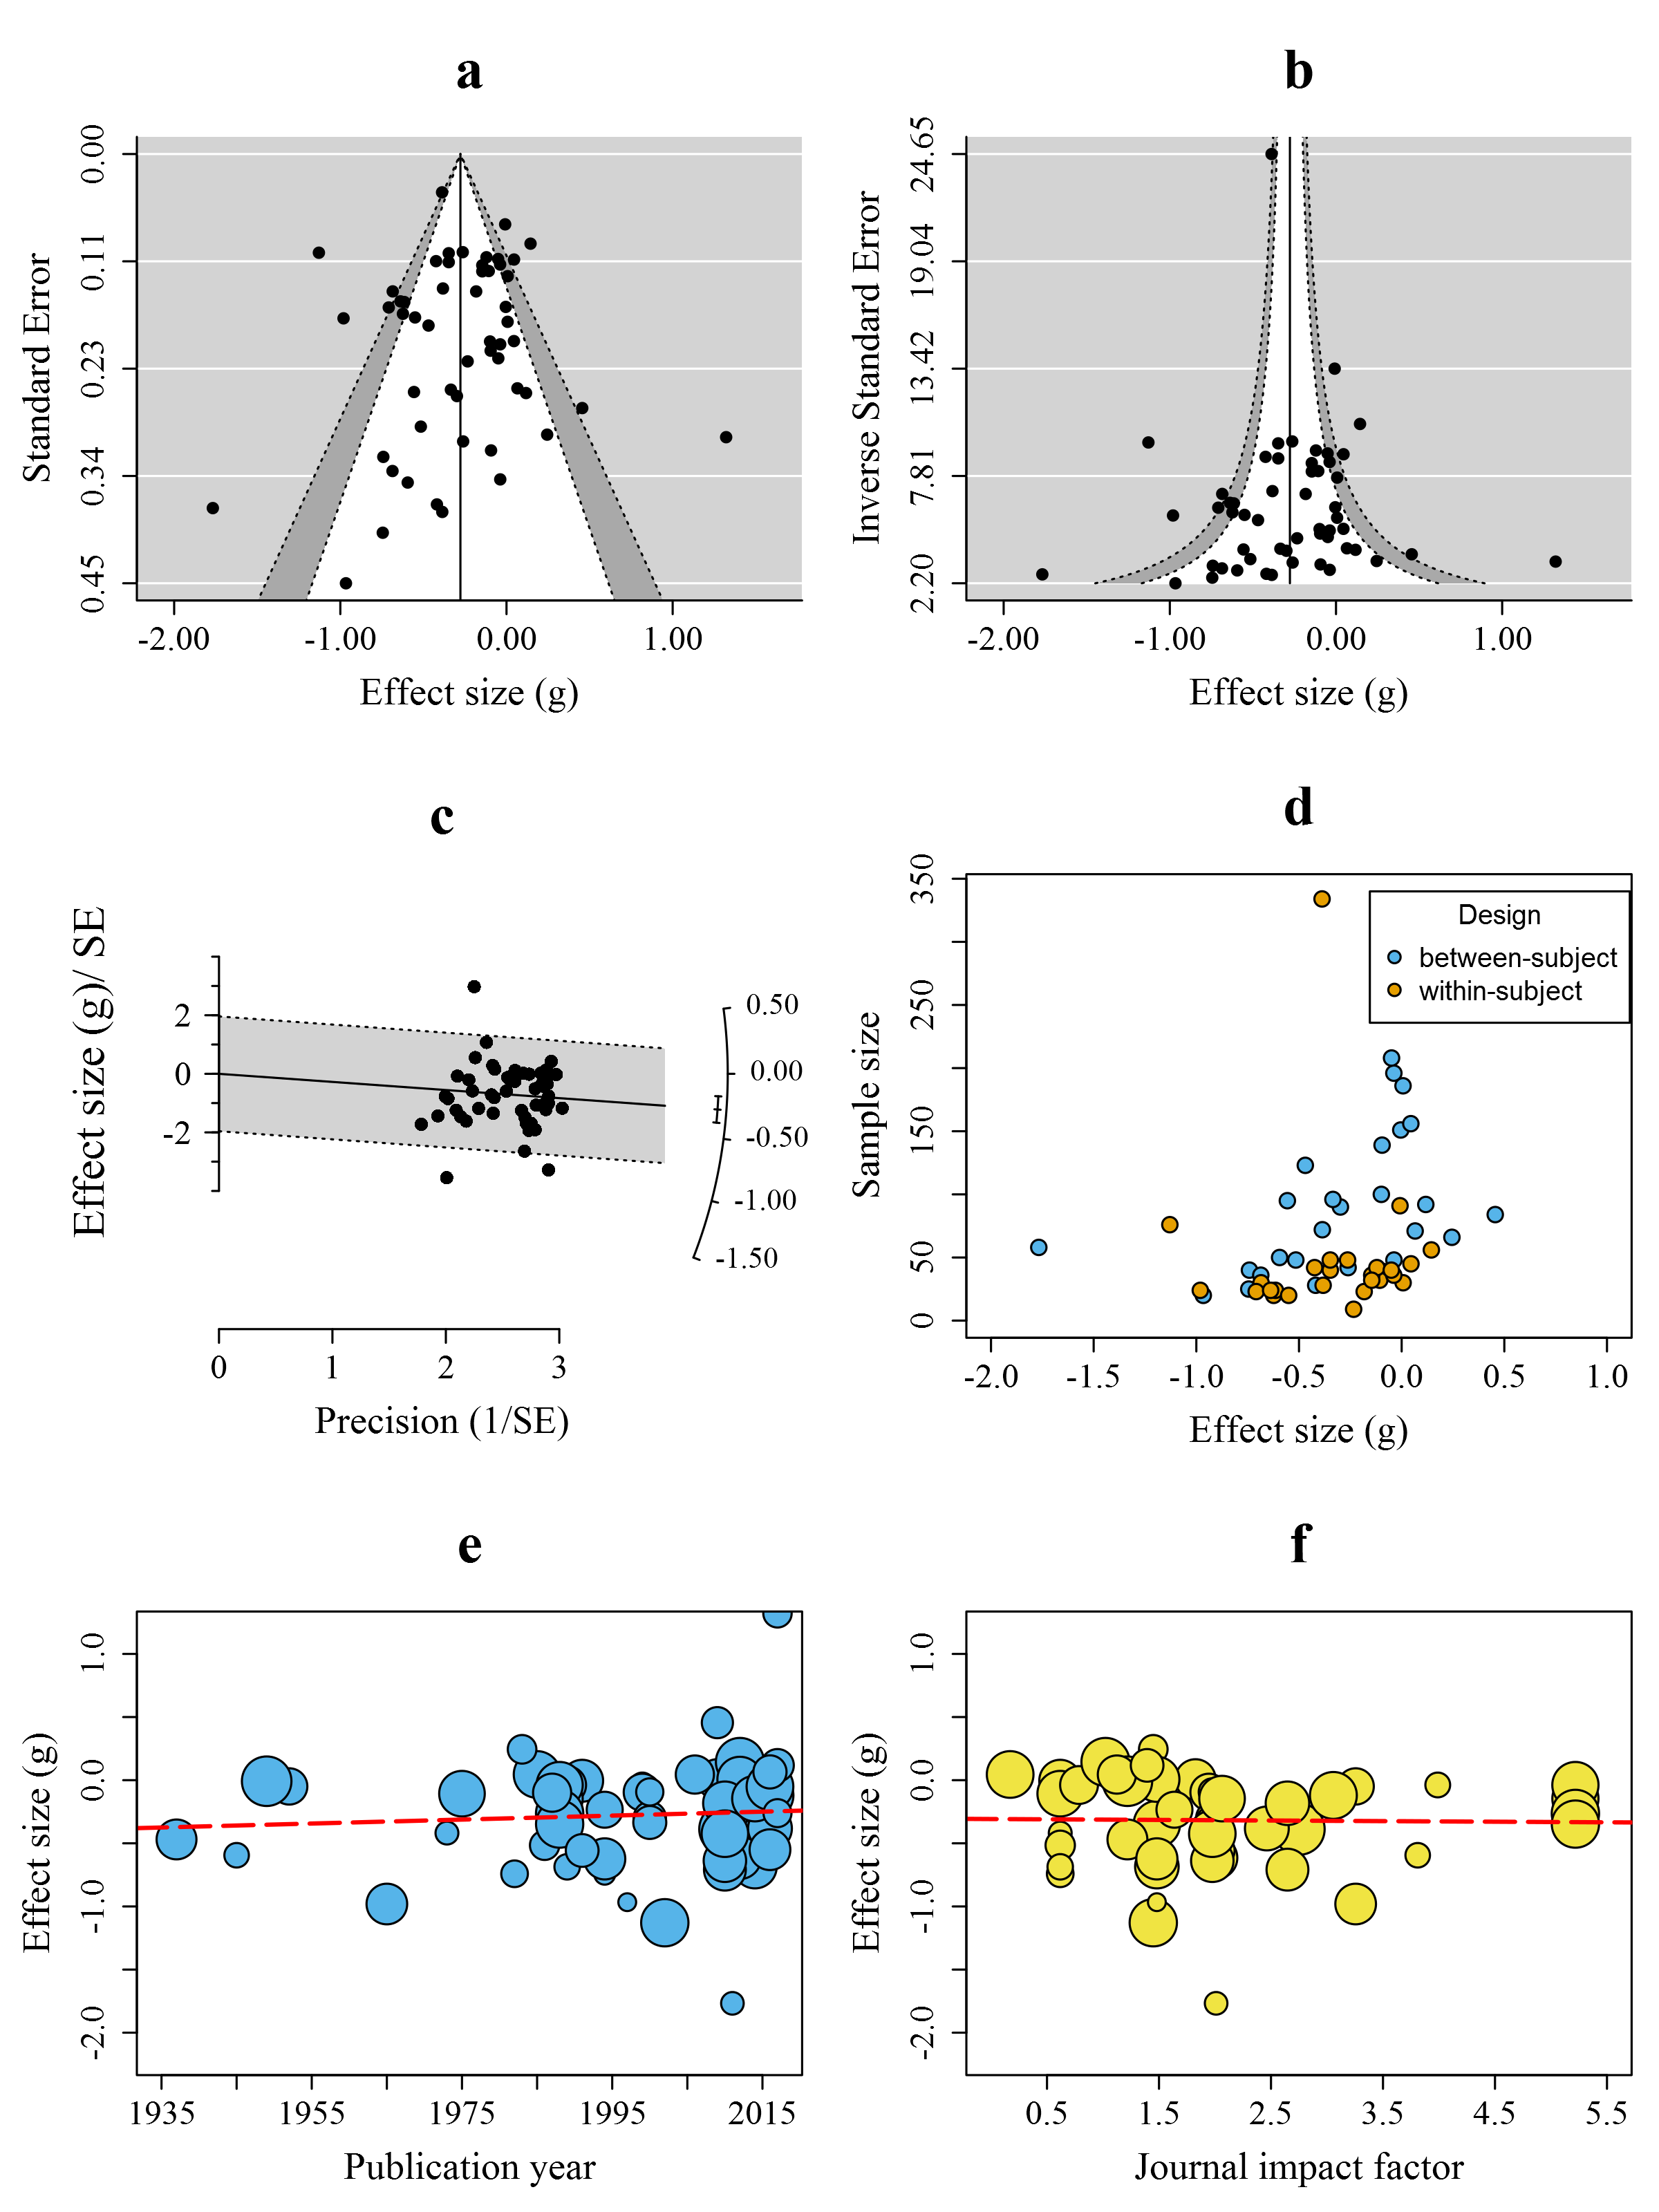 a
0.00
0.11
0.23
0.34
0.45
Standard Error
-2.00
-1.00
0.00
1.00
Effect size (g)
b
24.65
19.04
13.42
7.81
2.20
Inverse Standard Error
-2.00
-1.00
0.00
1.00
Effect size (g)
c
Effect size (g)/ SE
2
0
-2
0.50
0.00
-0.50
-1.00
-1.50
0
1
2
3
Precision (1/SE)
d
350
250
150
50
0
Sample size
Design
between-subject
within-subject
-2.0
-1.5
-1.0
-0.5
0.0
0.5
1.0
Effect size (g)
e
1.0
0.0
-1.0
-2.0
Effect size (g)
1935
1955
1975
1995
2015
Publication year
f
1.0
0.0
-1.0
-2.0
Effect size (g)
0.5
1.5
2.5
3.5
4.5
5.5
Journal impact factor